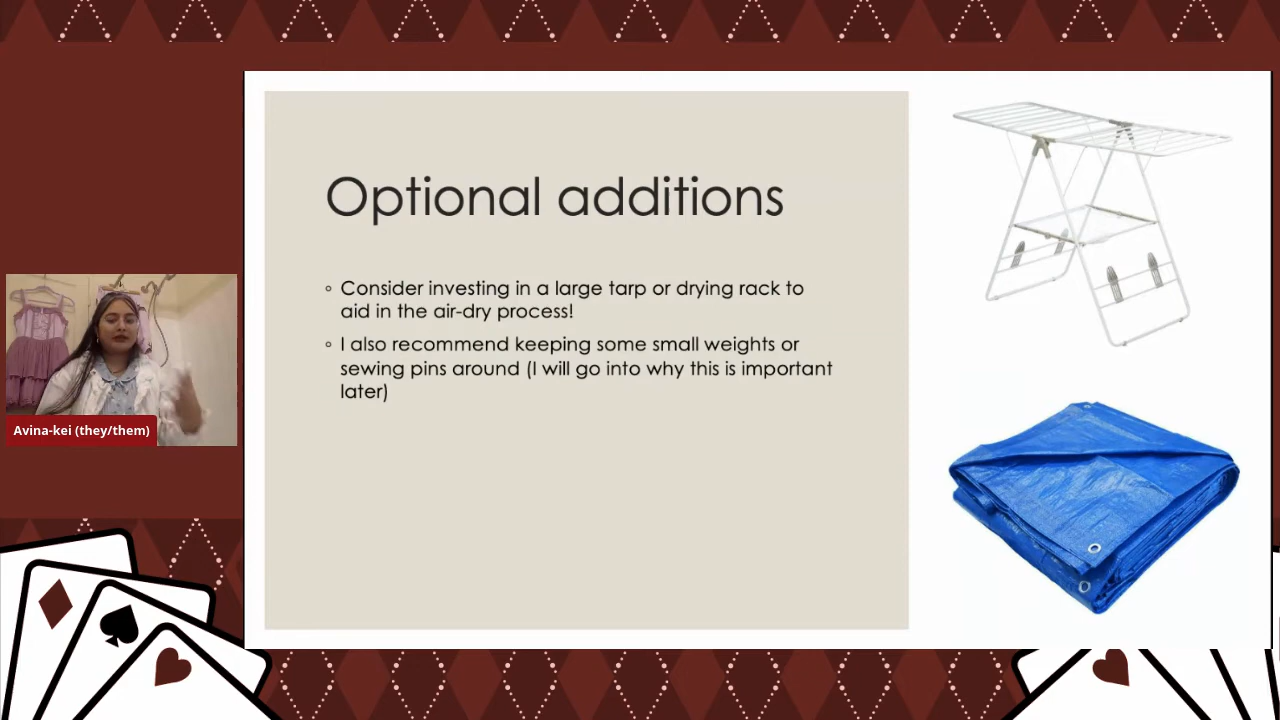 Optional additions
◦ Consider investing in a large tarp or drying rack to
aid in the air-dry process!
◦ I also recommend keeping some small weights or
sewing pins around (I will go into why this is important
later)
Avina-kei (they/them)